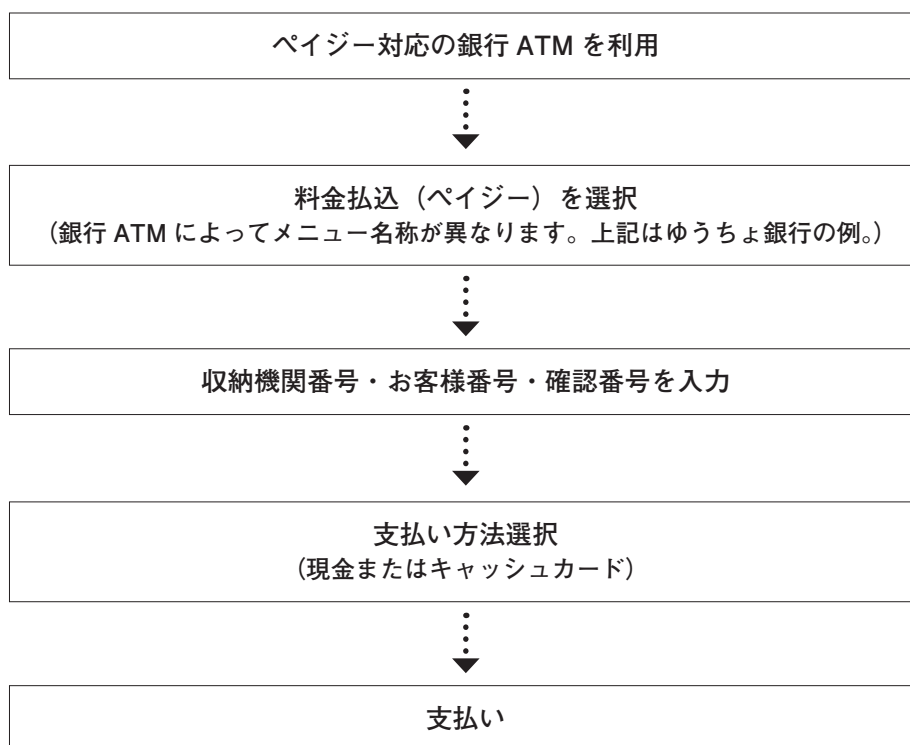 ペイジー対応の銀行 ATM を利用
料金払込（ペイジー）を選択
（銀行 ATM によってメニュー名称が異なります。上記はゆうちょ銀行の例。）
収納機関番号・お客様番号・確認番号を入力
支払い方法選択
（現金またはキャッシュカード）
支払い